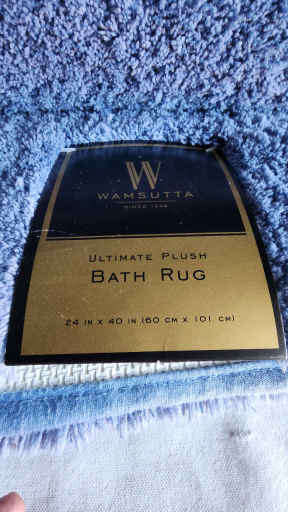 W
WAMSUTTA
SINCE 1846
ULTIMATE PLUSH
BATH RUG
24 IN X 40 IN (60 CM X 101 CM)